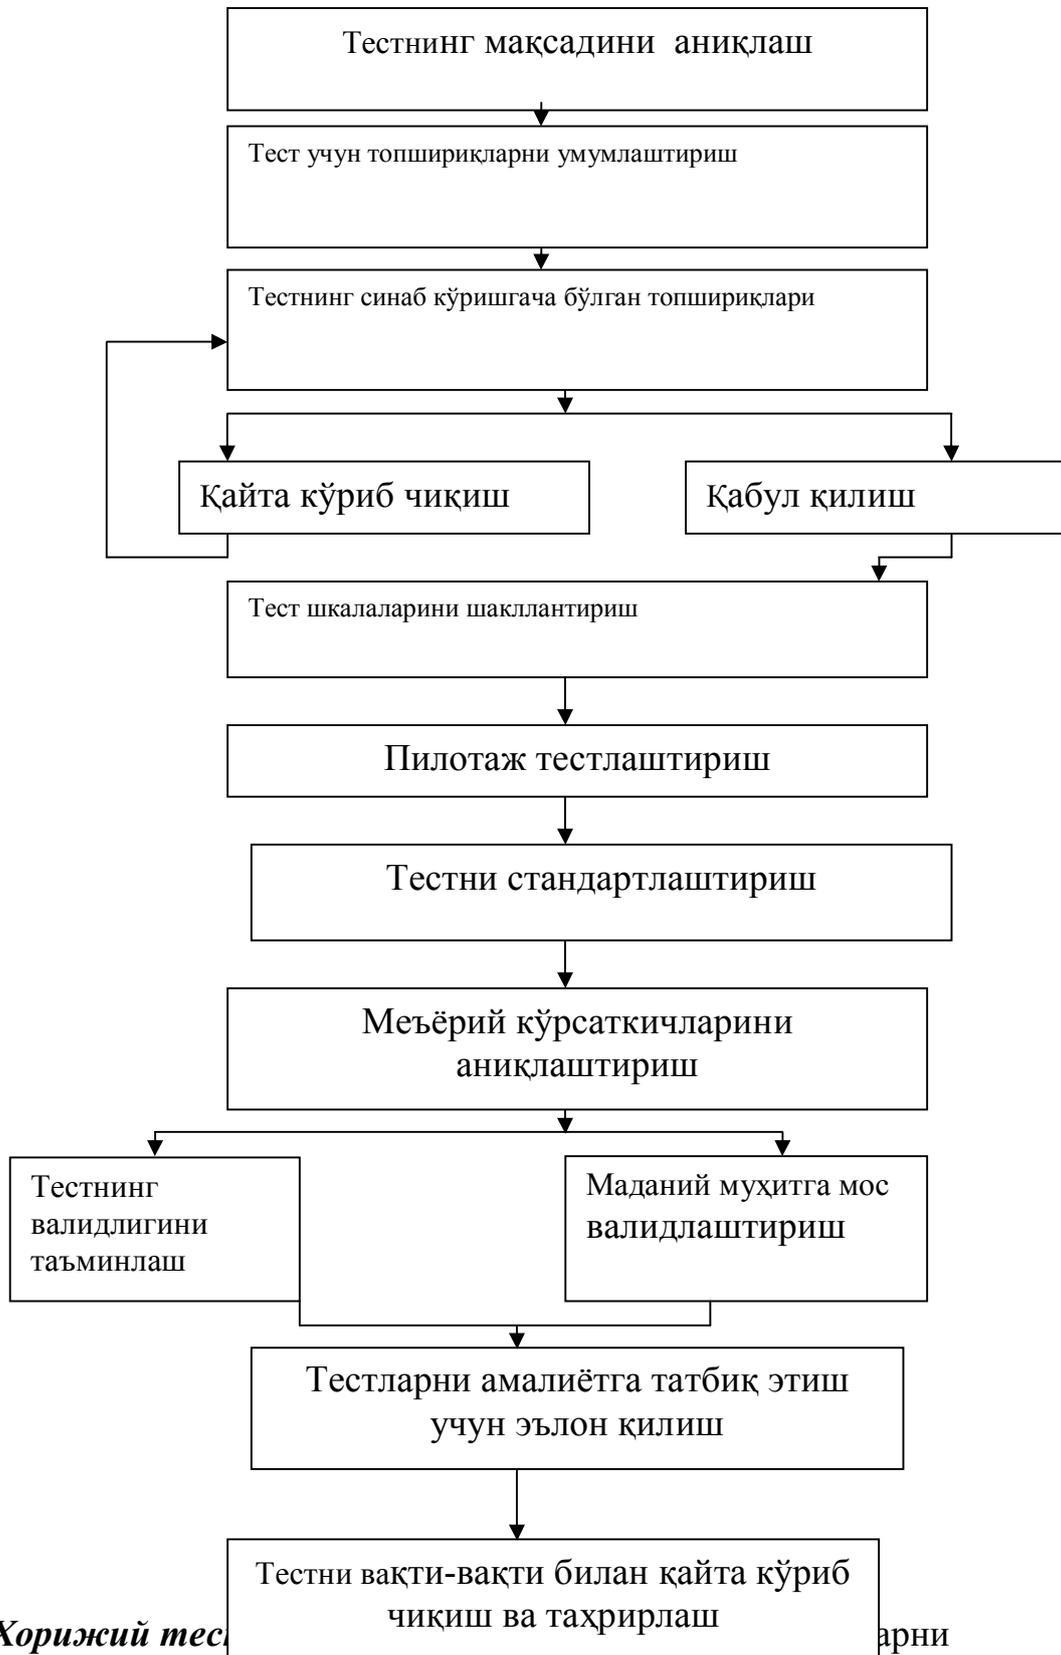 Тестнинг мақсадини аниқлаш
Тест учун топшириқларни умумлаштириш
Тестнинг синаб кўришгача бўлган топшириқлари
Қайта кўриб чиқиш
Қабул қилиш
Тест шкалаларини шакллантириш
Пилотаж тестлаштириш
Тестни стандартлаштириш
Меъёрий кўрсаткичларини
аниқлаштириш
Тестнинг
валидлигини
таъминлаш
Маданий муҳитга мос
валидлаштириш
Тестларни амалиётга татбиқ этиш
учун эълон қилиш
Тестни вақти-вақти билан қайта кўриб
чиқиш ва таҳрирлаш
Хорижий